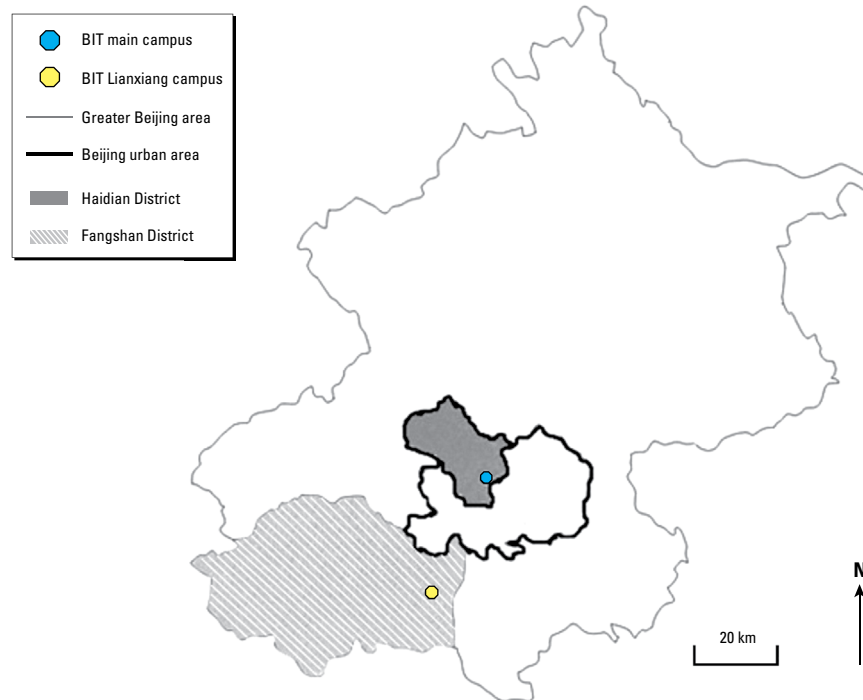 BIT main campus
BIT Lianxiang campus
Greater Beijing area
Beijing urban area
Haidian District
Fangshan District
N
20 km